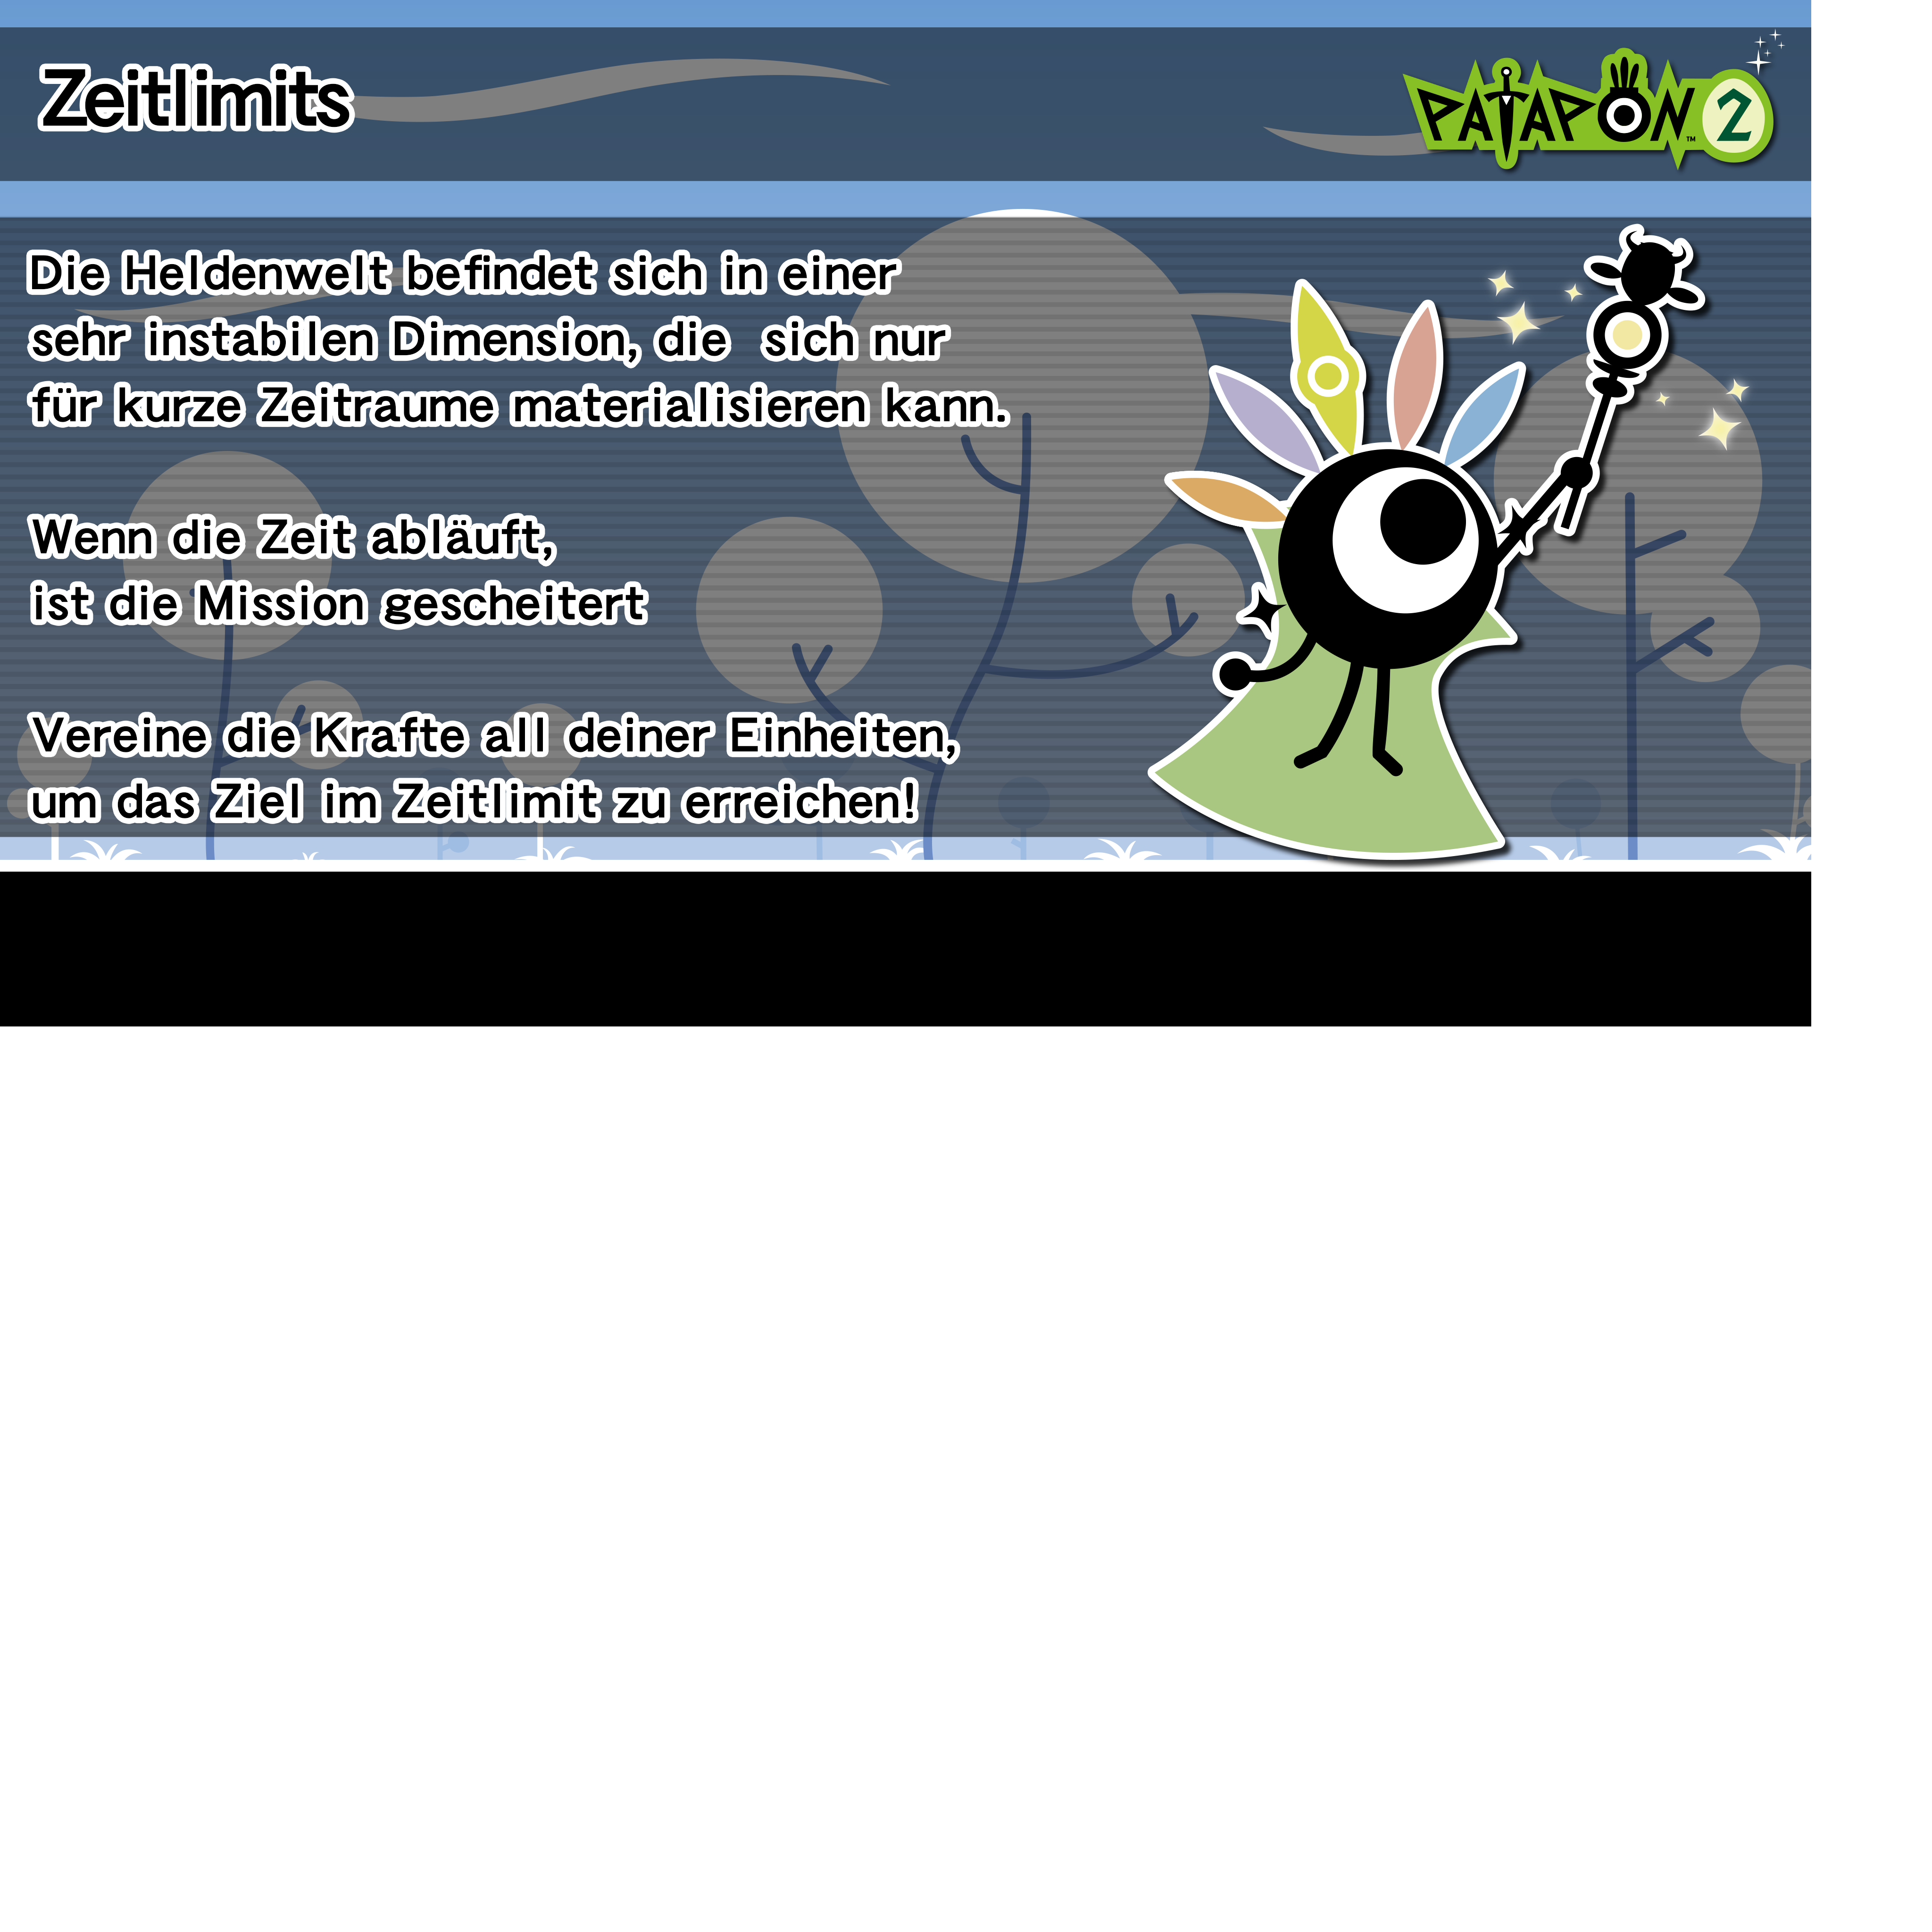 Zeitlimits
PATAPON 2
TM
Die Heldenwelt befindet sich in einer
sehr instabilen Dimension, die sich nur
für kurze Zeitraume materialisieren kann.
Wenn die Zeit abläuft,
ist die Mission gescheitert
Vereine die Krafte all deiner Einheiten,
um das Ziel im Zeitlimit zu erreichen!